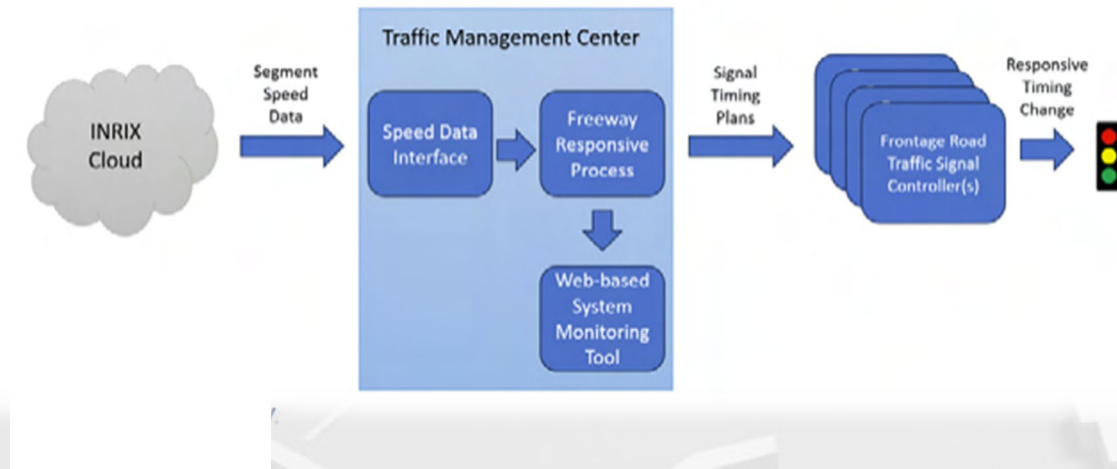 Traffic Management Center
INRIX
Cloud
Segment
Speed
Data
Speed Data
Interface
Freeway
Responsive
Process
Web-based
System
Monitoring
Tool
Signal
Timing
Plans
Frontage Road
Traffic Signal
Controller(s)
Responsive
Timing
Change